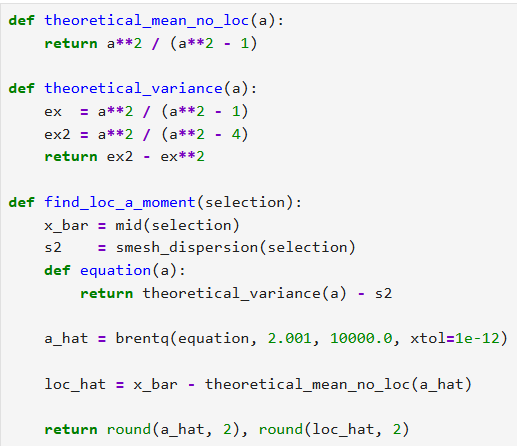 def theoretical_mean_no_loc(a):
    return a**2 / (a**2 - 1)

def theoretical_variance(a):
    ex  = a**2 / (a**2 - 1)
    ex2 = a**2 / (a**2 - 4)
    return ex2 - ex**2

def find_loc_a_moment(selection):
    x_bar = mid(selection)
    s2    = smesh_dispersion(selection)
    def equation(a):
        return theoretical_variance(a) - s2

    a_hat = brentq(equation, 2.001, 10000.0, xtol=1e-12)

    loc_hat = x_bar - theoretical_mean_no_loc(a_hat)

    return round(a_hat, 2), round(loc_hat, 2)